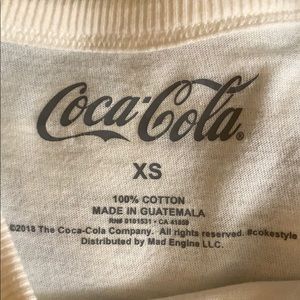 Coca-Cola®
XS
100% COTTON
MADE IN GUATEMALA
RN# 0101531 • CA 41859
©2018 The Coca-Cola Company. All rights reserved. #cokestyle
Distributed by Mad Engine LLC.